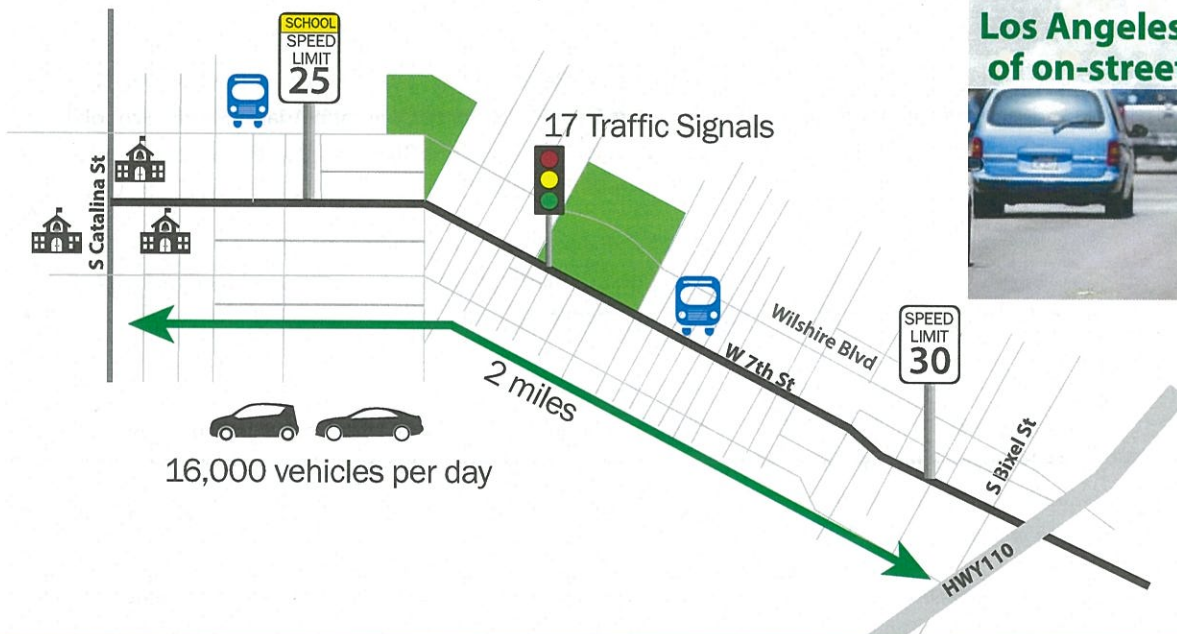 SCHOOL
SPEED
LIMIT
25
Los Angeles
of on-street
17 Traffic Signals
S Catalina St
Wilshire Blvd
SPEED
LIMIT
30
W 7th St
2 miles
S Bixel St
16,000 vehicles per day
HWY110